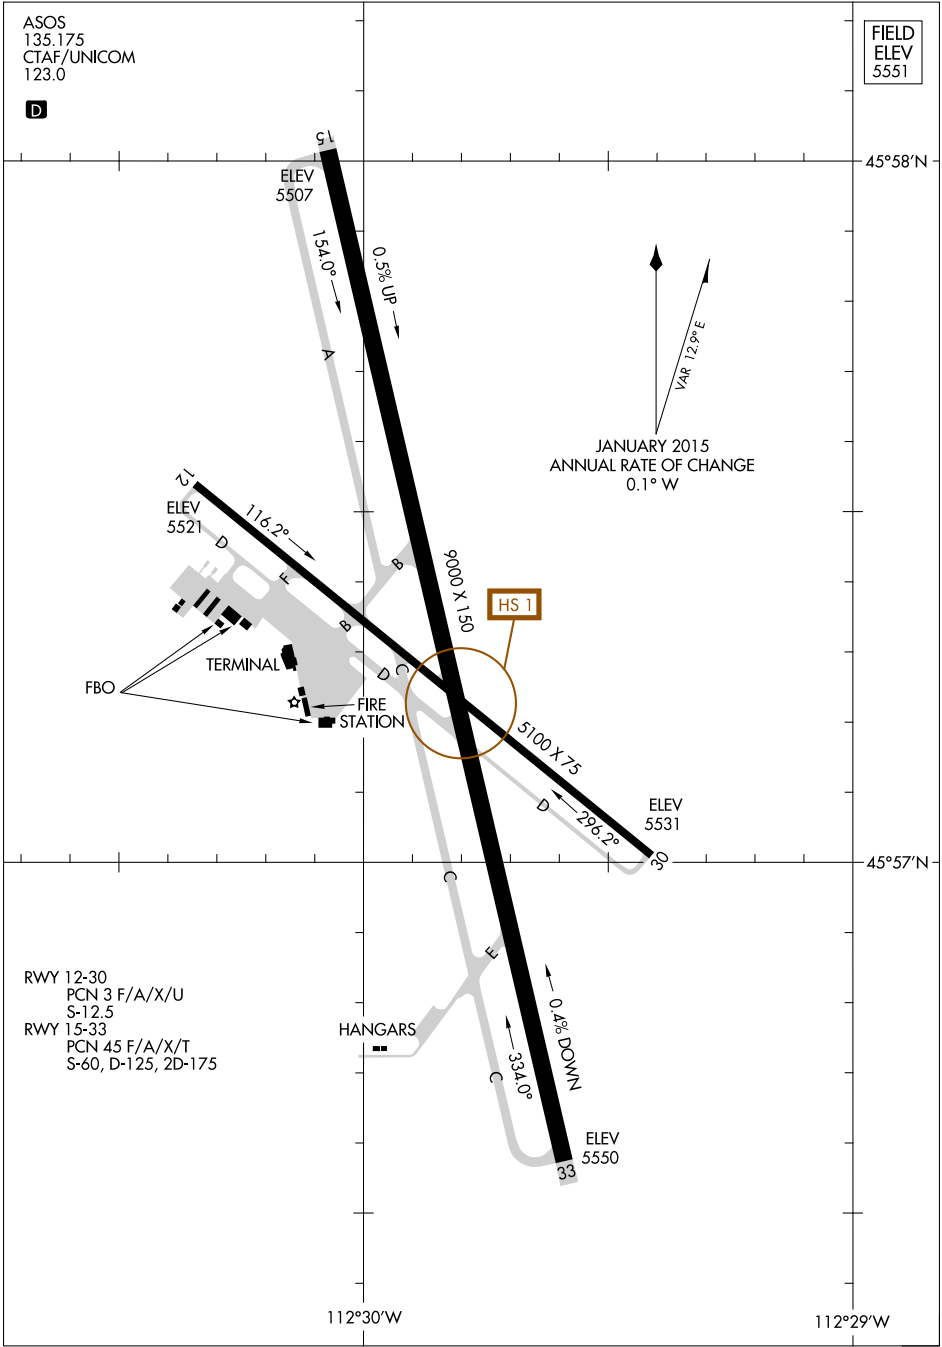 ASOS
135.175
CTAF/UNICOM
123.0
D
FIELD
ELEV
5551
15
45°58'N
ELEV
5507
154.0°
0.5% UP
A
VAR 12.9° E
JANUARY 2015
ANNUAL RATE OF CHANGE
0.1° W
12
ELEV
5521
116.2°
D
F
B
9000 X 150
HS 1
B
TERMINAL
D
C
FBO
FIRE
STATION
5100 X 75
D
296.2°
ELEV
5531
30
45°57'N
C
E
RWY 12-30
PCN 3 F/A/X/U
S-12.5
RWY 15-33
PCN 45 F/A/X/T
S-60, D-125, 2D-175
HANGARS
C
334.0°
0.4% DOWN
ELEV
5550
33
112°30'W
112°29'W